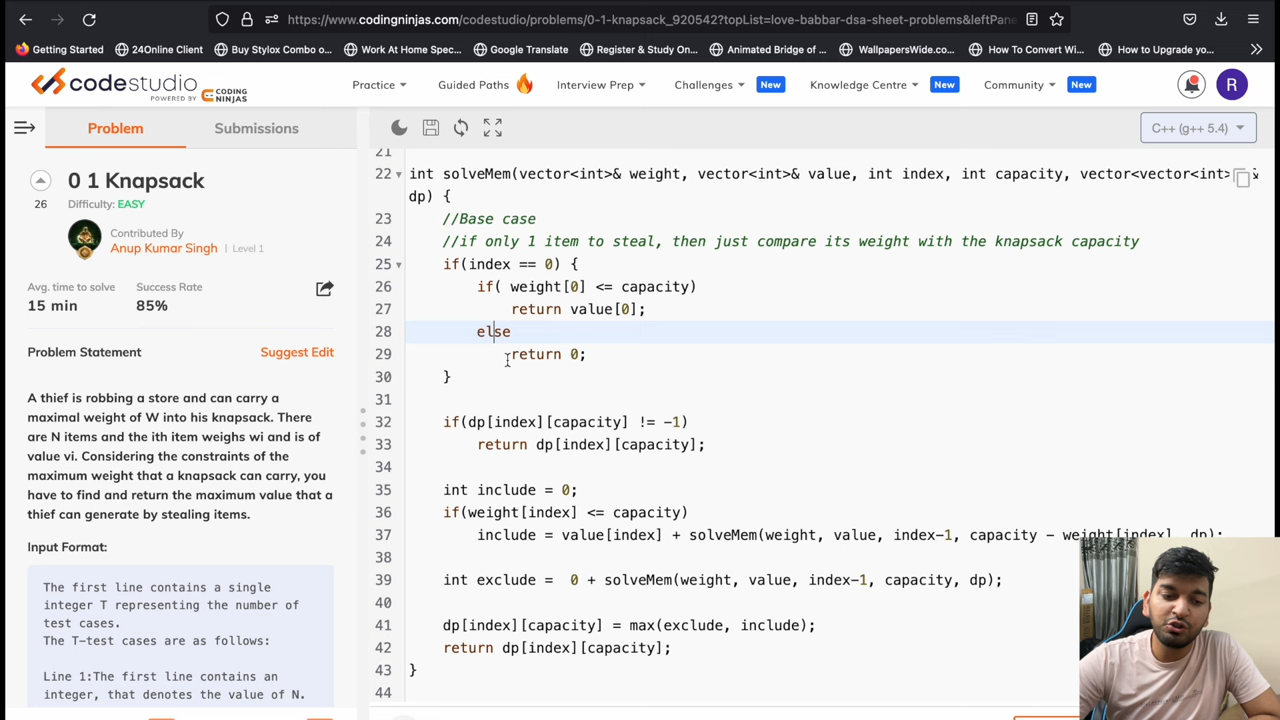 https://www.codingninjas.com/codestudio/problems/0-1-knapsack_920542?topList=love-babbar-dsa-sheet-problems&leftPane
Getting Started
24Online Client
Buy Stylox Combo o...
Work At Home Spec...
Google Translate
Register & Study On...
Animated Bridge of ...
WallpapersWide.co...
How To Convert Wi...
How to Upgrade yo...
codestudio
POWERED BY CODING NINJAS
Practice
Guided Paths
Interview Prep
Challenges
New
Knowledge Centre
New
Community
New
R
Problem
Submissions
C++ (g++ 5.4)
0 1 Knapsack
26
Difficulty: EASY
Contributed By
Anup Kumar Singh | Level 1
Avg. time to solve
15 min
Success Rate
85%
Problem Statement
Suggest Edit
A thief is robbing a store and can carry a
maximal weight of W into his knapsack. There
are N items and the ith item weighs wi and is of
value vi. Considering the constraints of the
maximum weight that a knapsack can carry, you
have to find and return the maximum value that a
thief can generate by stealing items.
Input Format:
The first line contains a single
integer T representing the number of
test cases.
The T-test cases are as follows:
Line 1:The first line contains an
integer, that denotes the value of N.
21
22 int solveMem(vector<int>& weight, vector<int>& value, int index, int capacity, vector<vector<int>>&
dp) {
23 //Base case
24 //if only 1 item to steal, then just compare its weight with the knapsack capacity
25 if(index == 0) {
26 if( weight[0] <= capacity)
27 return value[0];
28 else
29 return 0;
30 }
31
32 if(dp[index][capacity] != -1)
33 return dp[index][capacity];
34
35 int include = 0;
36 if(weight[index] <= capacity)
37 include = value[index] + solveMem(weight, value, index-1, capacity - weight[index], dp);
38
39 int exclude =  0 + solveMem(weight, value, index-1, capacity, dp);
40
41 dp[index][capacity] = max(exclude, include);
42 return dp[index][capacity];
43 }
44